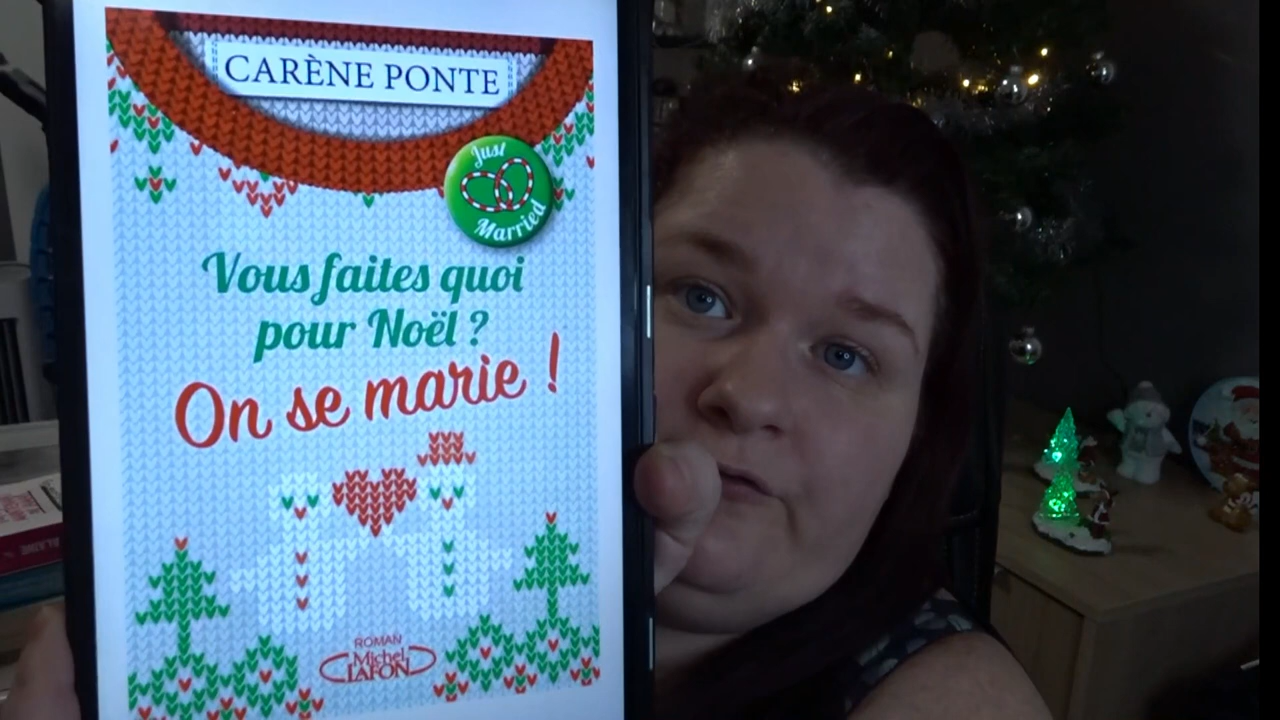 CARÈNE PONTE
Just
Married
Vous faites quoi
pour Noël ?
On se marie !
ROMAN
Michel
LAFON